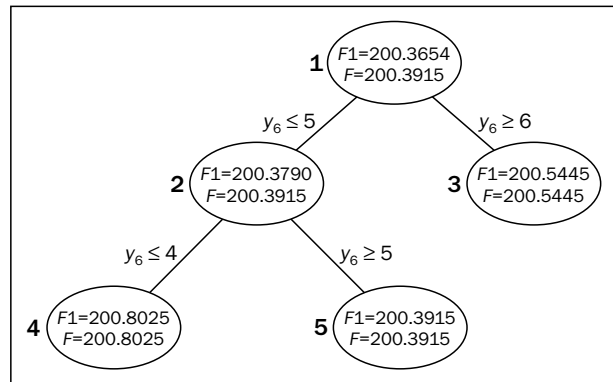 1
F1=200.3654
F=200.3915
y6 ≤ 5
y6 ≥ 6
2
F1=200.3790
F=200.3915
3
F1=200.5445
F=200.5445
y6 ≤ 4
y6 ≥ 5
4
F1=200.8025
F=200.8025
5
F1=200.3915
F=200.3915